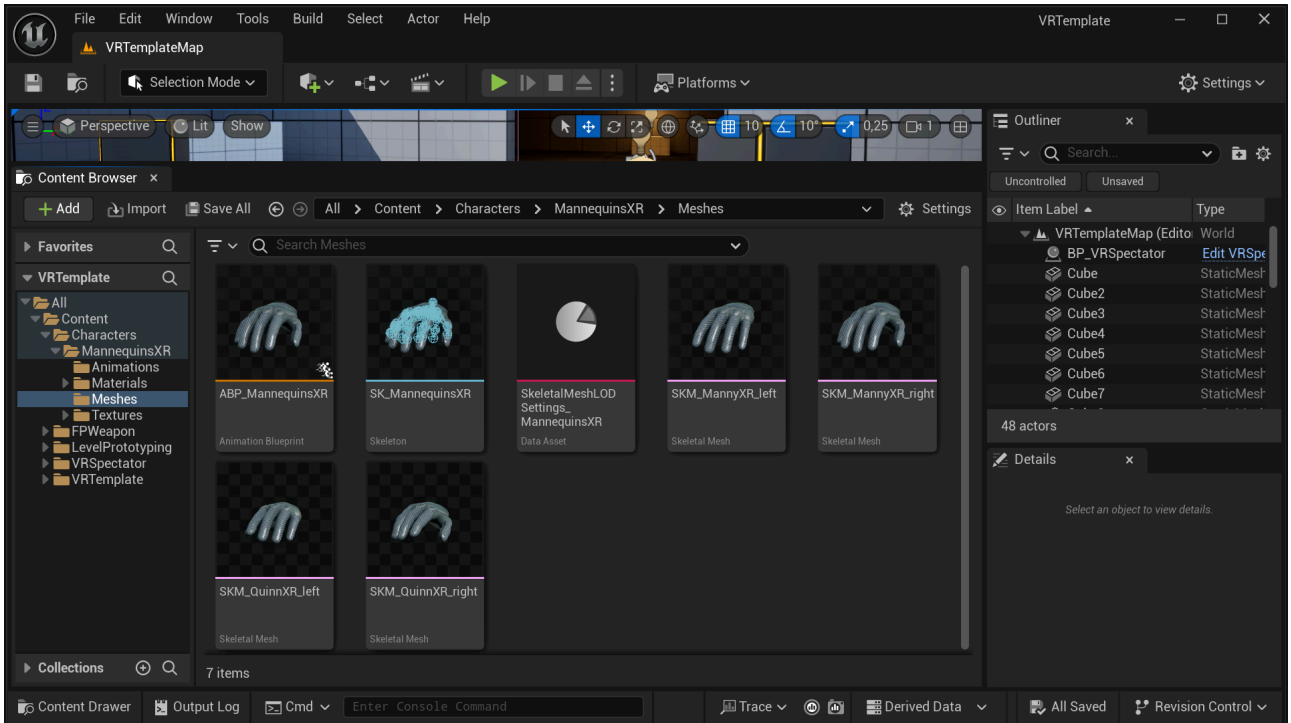 File Edit Window Tools Build Select Actor Help VRTemplate
VRTemplateMap
Selection Mode Platforms Settings
Perspective Lit Show 10 10° 0,25 1
Outliner
Search...
Uncontrolled Unsaved
Item Label Type
VRTemplateMap (Edito World
BP_VRSpectator Edit VRSpe
Cube StaticMesh
Cube2 StaticMesh
Cube3 StaticMesh
Cube4 StaticMesh
Cube5 StaticMesh
Cube6 StaticMesh
Cube7 StaticMesh
48 actors
Details
Select an object to view details.
Content Browser
Add Import Save All All Content Characters MannequinsXR Meshes Settings
Favorites
VRTemplate
All
Content
Characters
MannequinsXR
Animations
Materials
Meshes
Textures
FPWeapon
LevelPrototyping
VRSpectator
VRTemplate
Collections
Search Meshes
ABP_MannequinsXR
Animation Blueprint
SK_MannequinsXR
Skeleton
SkeletalMeshLOD
Settings_
MannequinsXR
Data Asset
SKM_MannyXR_left
Skeletal Mesh
SKM_MannyXR_right
Skeletal Mesh
SKM_QuinnXR_left
Skeletal Mesh
SKM_QuinnXR_right
Skeletal Mesh
7 items
Content Drawer Output Log Cmd Enter Console Command Trace Derived Data All Saved Revision Control